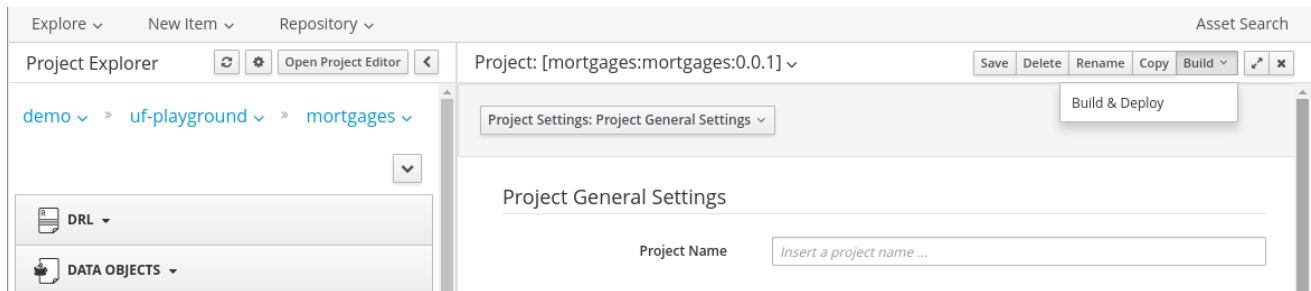 Explore New Item Repository Asset Search
Project Explorer Open Project Editor Project: [mortgages:mortgages:0.0.1] Save Delete Rename Copy Build
Build & Deploy
demo » uf-playground » mortgages
Project Settings: Project General Settings
Project General Settings
R DRL
Project Name Insert a project name ...
DATA OBJECTS